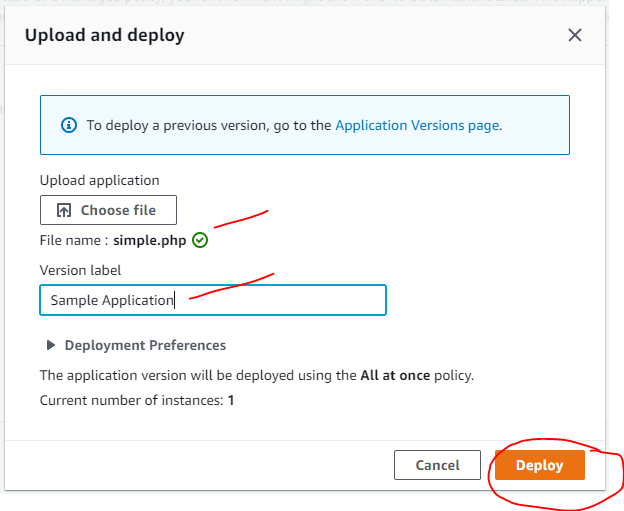 Upload and deploy
To deploy a previous version, go to the Application Versions page.
Upload application
Choose file
File name : simple.php
Version label
Sample Application
Deployment Preferences
The application version will be deployed using the All at once policy.
Current number of instances: 1
Cancel
Deploy